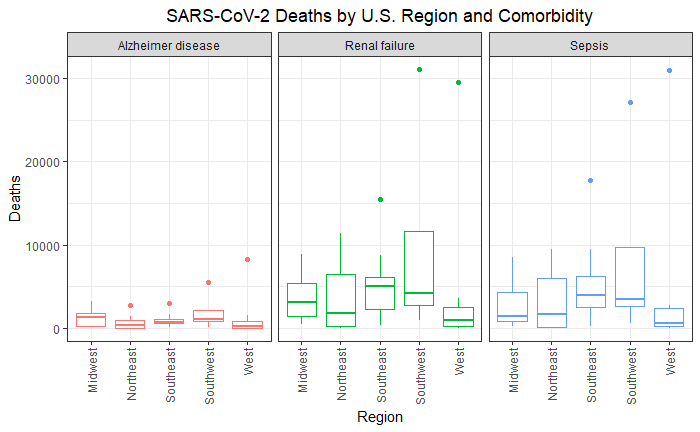 SARS-CoV-2 Deaths by U.S. Region and Comorbidity
Alzheimer disease
Renal failure
Sepsis
30000
20000
10000
0
Deaths
Midwest
Northeast
Southeast
Southwest
West
Midwest
Northeast
Southeast
Southwest
West
Midwest
Northeast
Southeast
Southwest
West
Region